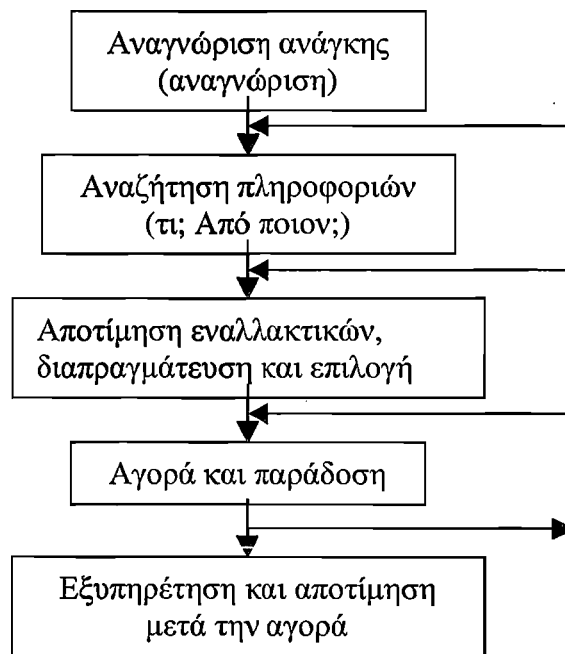 Αναγνώριση ανάγκης
(αναγνώριση)
Αναζήτηση πληροφοριών
(τι; Από ποιον;)
Αποτίμηση εναλλακτικών,
διαπραγμάτευση και επιλογή
Αγορά και παράδοση
Εξυπηρέτηση και αποτίμηση
μετά την αγορά